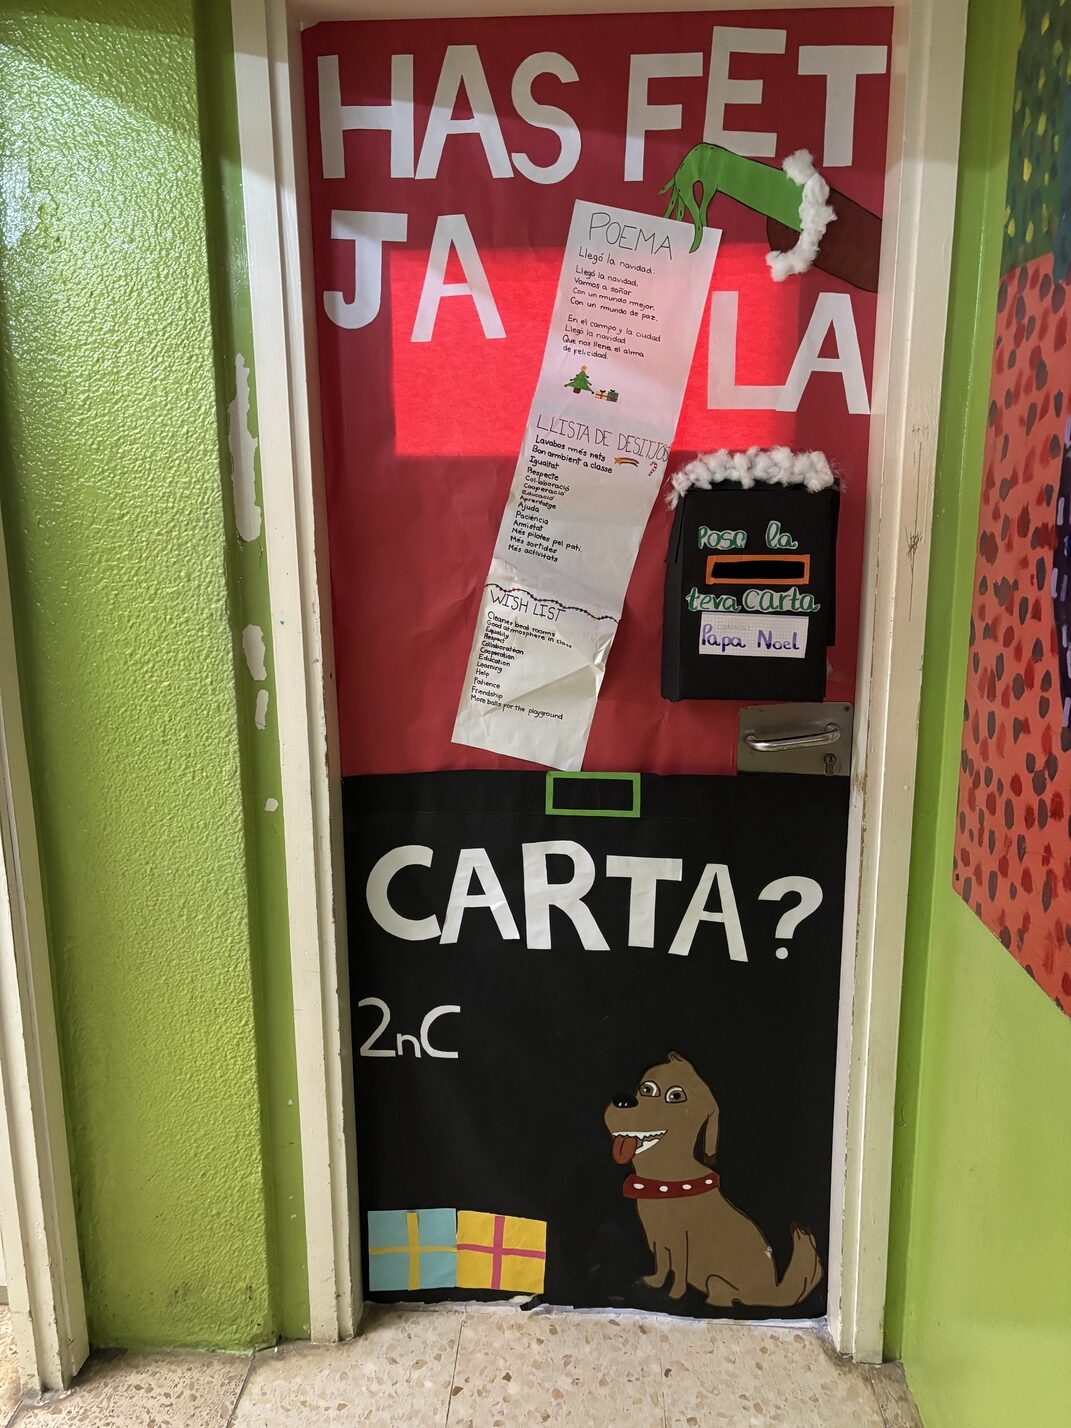 HAS FET
JA LA
POEMA
Llegó la navidad:
Llegó la navidad.
Vamos a soñar
Con un mundo mejor.
Con un mundo de paz.
En el campo y la ciudad
Llegó la navidad
Que nos llene el alma
de felicidad.
LLISTA DE DESITJOS
Lavabos més nets
Bon ambient a classe
Igualtat
Respecte
Col·laboració
Cooperació
Educació
Aprentatge
Ajuda
Paciència
Amistat
Més pilotes pel pati
Més sortides
Més activitats
WISH LIST
Cleaner beat rooms
Good atmosphere in class
Equality
Respect
Collaboration
Cooperation
Education
Learning
Help
Patience
Friendship
More balls for the playground
Posa la
teva carta
Papa Noel
CARTA?
2nC